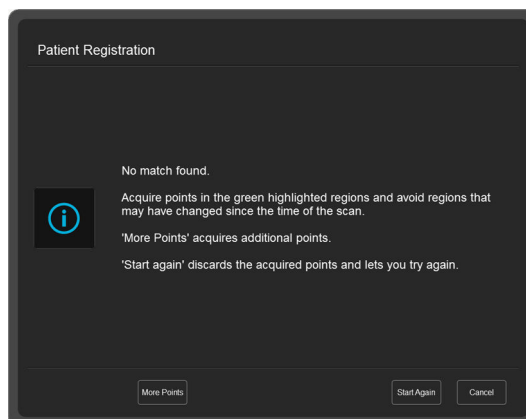 Patient Registration
No match found.
Acquire points in the green highlighted regions and avoid regions that
may have changed since the time of the scan.
'More Points' acquires additional points.
'Start again' discards the acquired points and lets you try again.
More Points
Start Again
Cancel